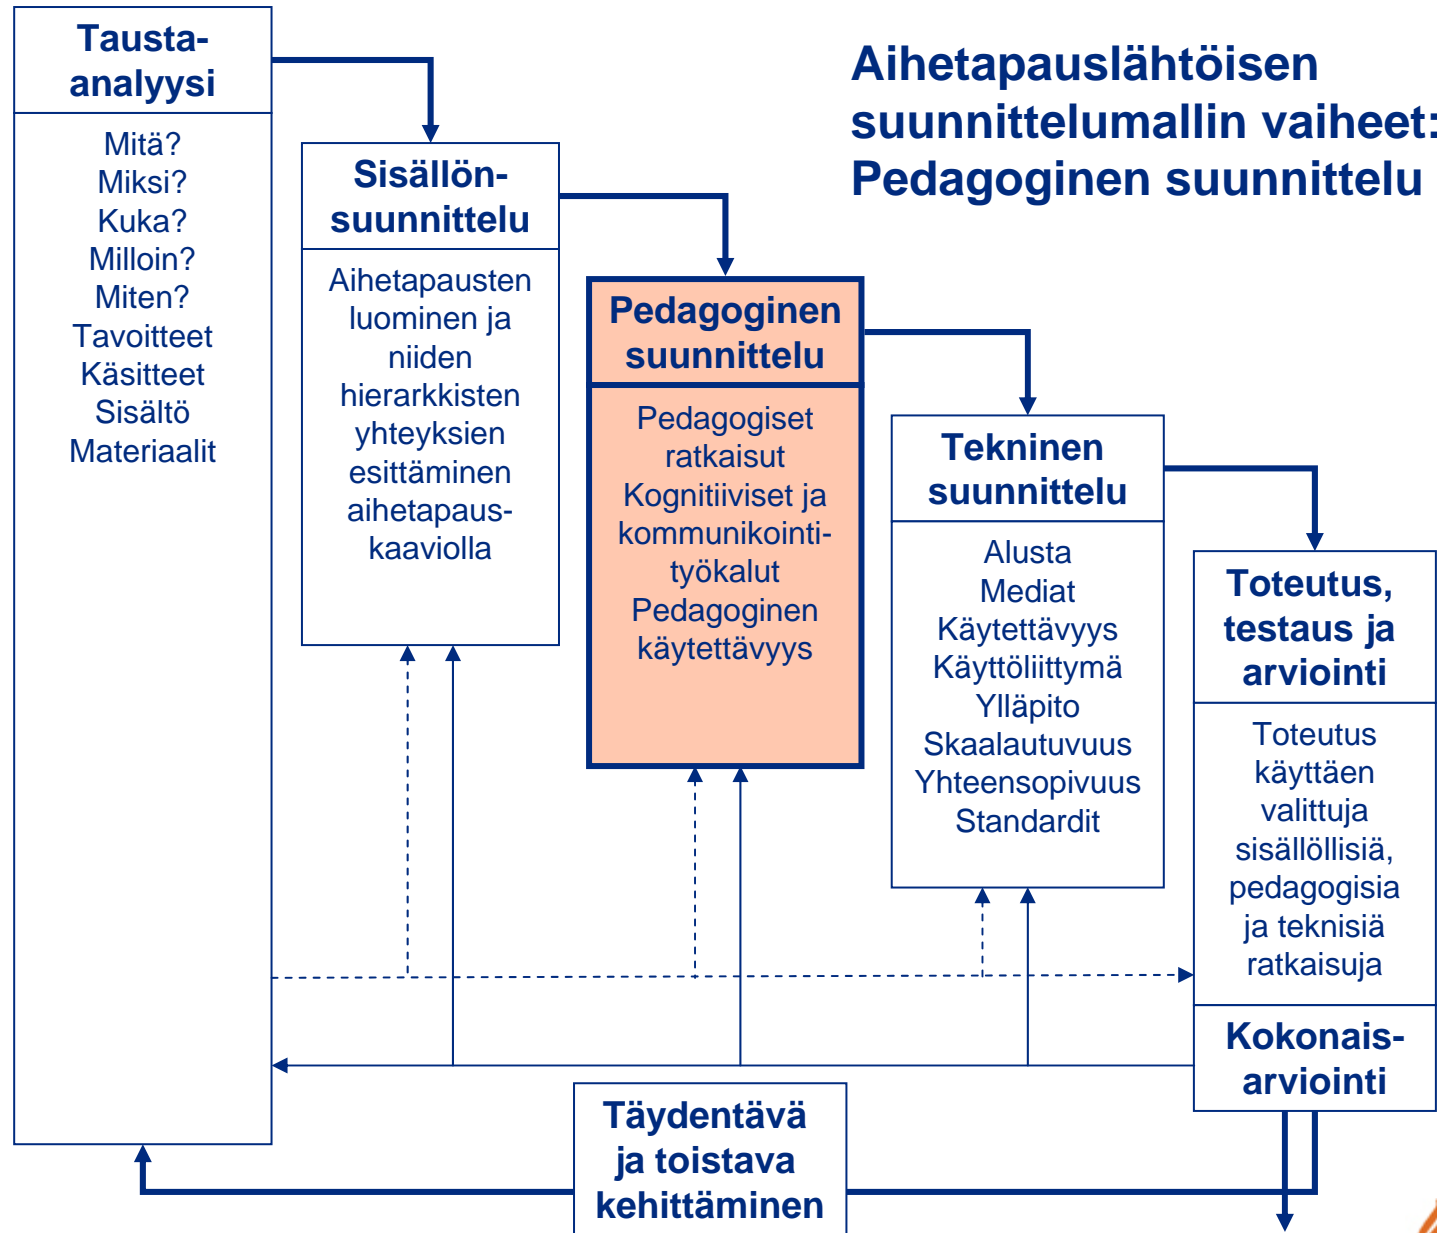 Aihetapauslähtöisen
suunnittelumallin vaiheet:
Pedagoginen suunnittelu
Tausta-
analyysi
Mitä?
Miksi?
Kuka?
Milloin?
Miten?
Tavoitteet
Käsitteet
Sisältö
Materiaalit
Sisällön-
suunnittelu
Aihetapausten
luominen ja
niiden
hierarkkisten
yhteyksien
esittäminen
aihetapaus-
kaaviolla
Pedagoginen
suunnittelu
Pedagogiset
ratkaisut
Kognitiiviset ja
kommunikointi-
työkalut
Pedagoginen
käytettävyys
Tekninen
suunnittelu
Alusta
Mediat
Käytettävyys
Käyttöliittymä
Ylläpito
Skaalautuvuus
Yhteensopivuus
Standardit
Toteutus,
testaus ja
arviointi
Toteutus
käyttäen
valittuja
sisällöllisiä,
pedagogisia
ja teknisiä
ratkaisuja
Kokonais-
arviointi
Täydentävä
ja toistava
kehittäminen